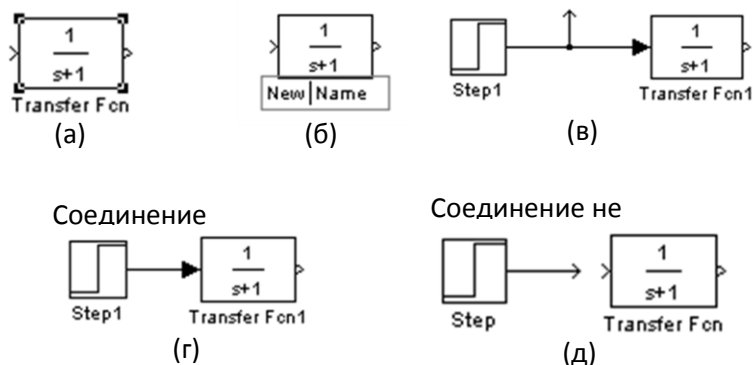 1
s+1
Transfer Fcn
(а)
1
s+1
New Name
(б)
1
s+1
Step1
Transfer Fcn1
(в)
Соединение
1
s+1
Step1
Transfer Fcn1
(г)
Соединение не
1
s+1
Step
Transfer Fcn
(д)